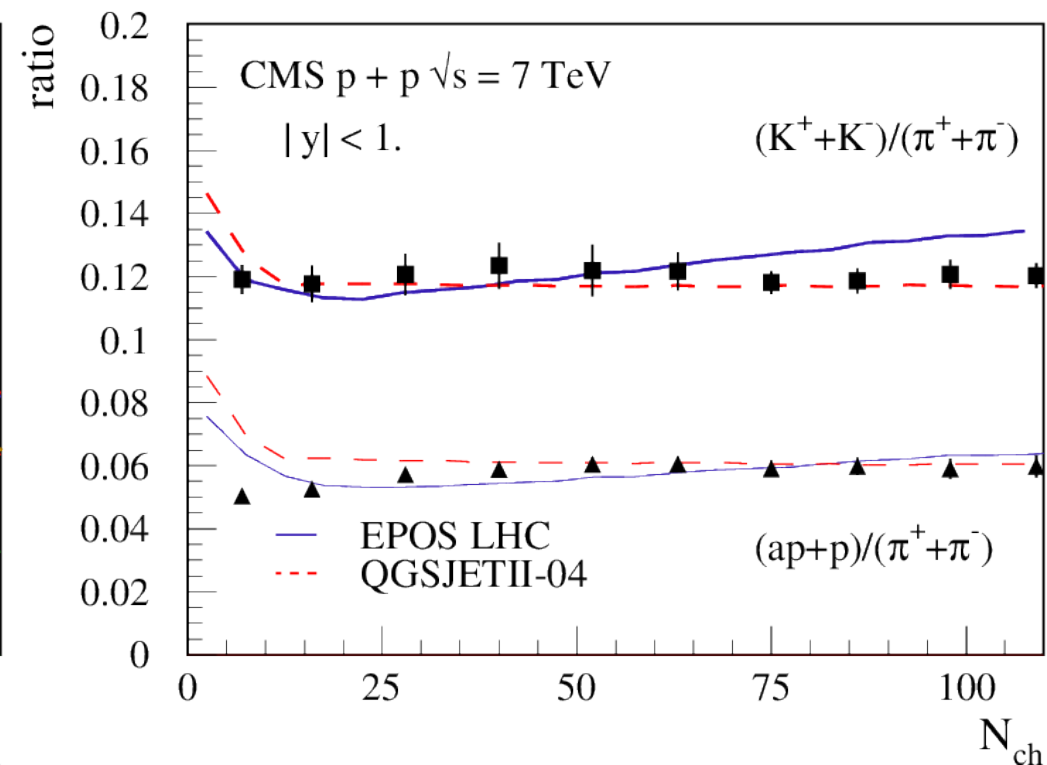 ratio
0.2
0.18
0.16
0.14
0.12
0.1
0.08
0.06
0.04
0.02
0
CMS p + p √s = 7 TeV
| y| < 1.
(K⁺+K⁻)/(π⁺+π⁻)
EPOS LHC
QGSJETII-04
(ap+p)/(π⁺+π⁻)
0 25 50 75 100
N_ch